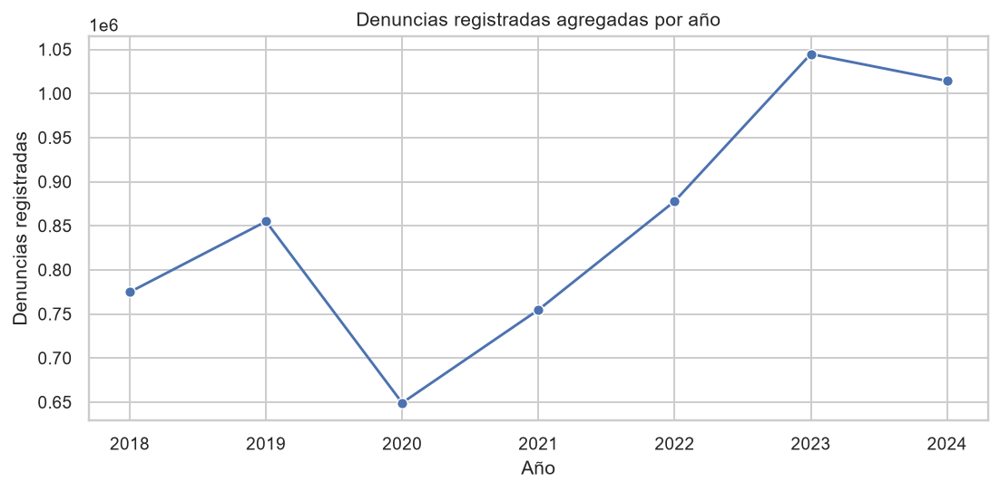 Denuncias registradas agregadas por año
1e6
1.05
1.00
0.95
0.90
0.85
0.80
0.75
0.70
0.65
Denuncias registradas
2018 2019 2020 2021 2022 2023 2024
Año